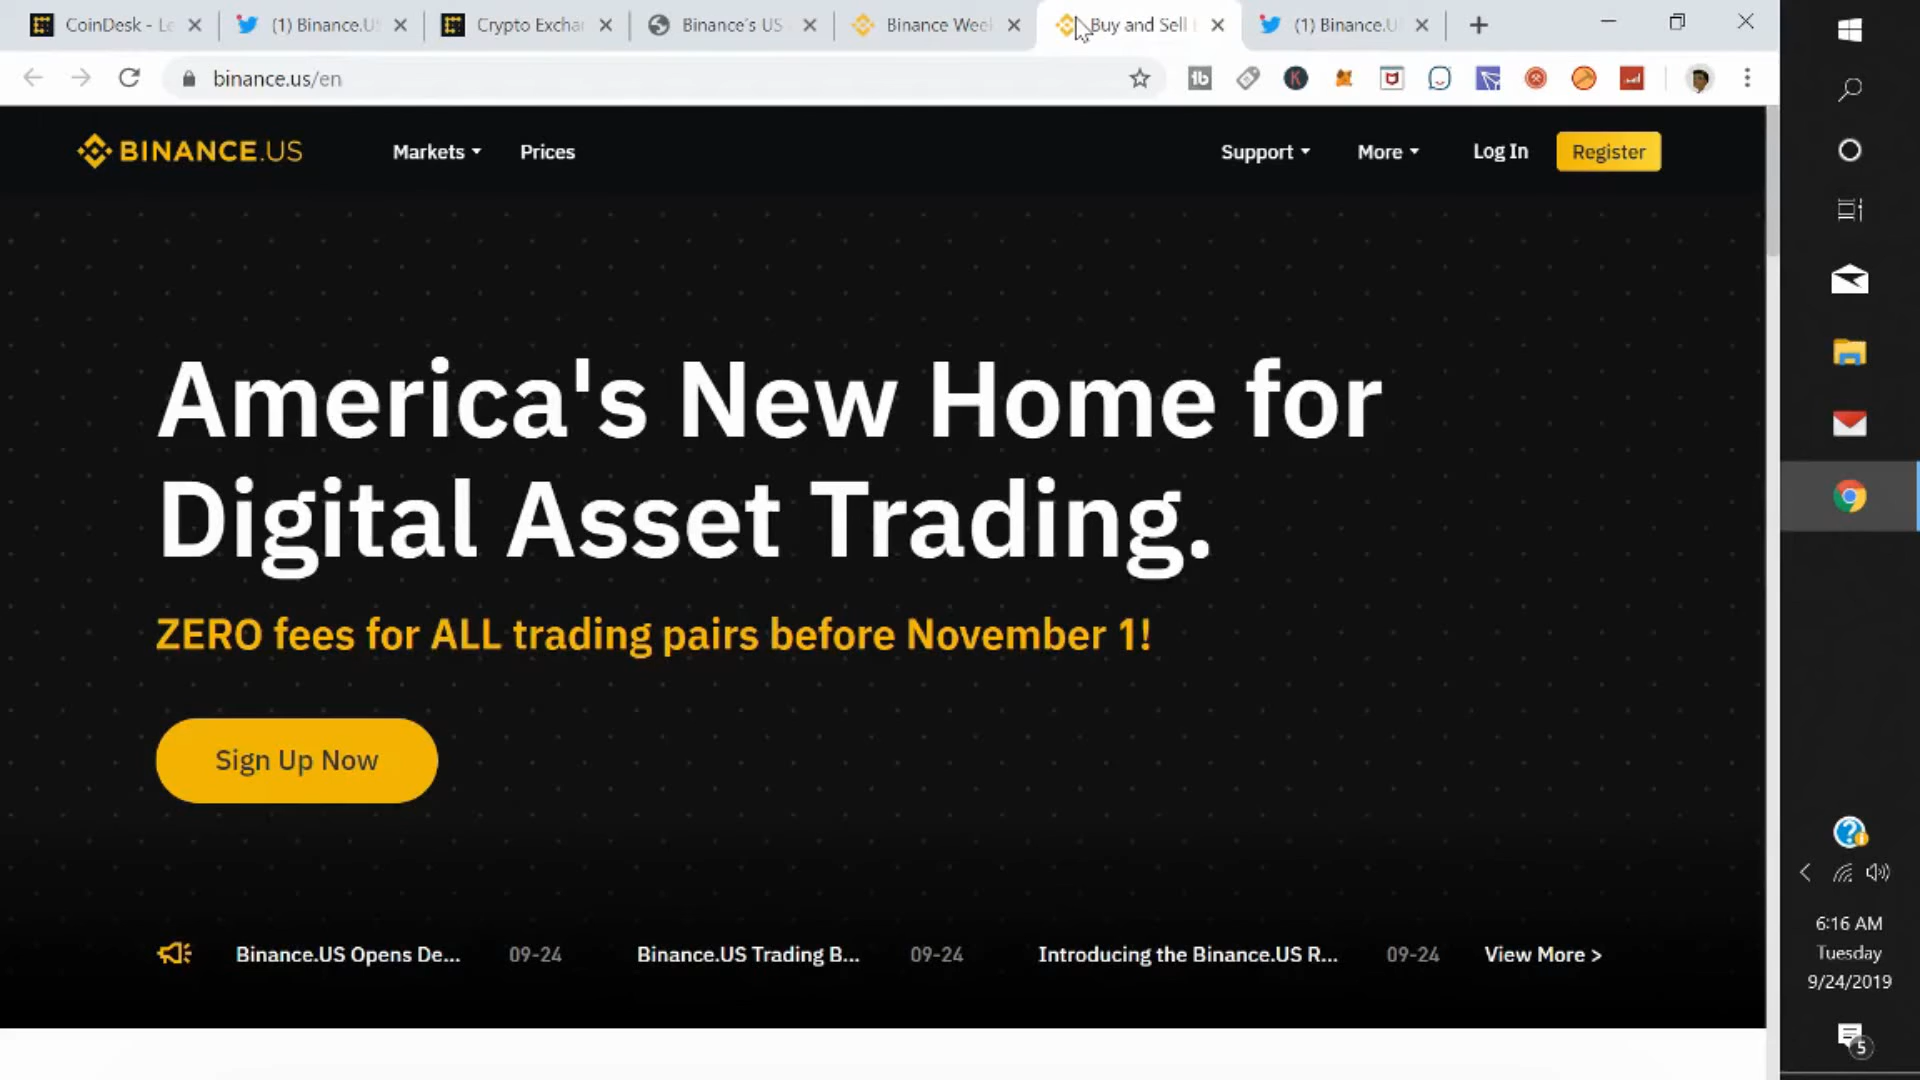 CoinDesk - Le
(1) Binance.U
Crypto Excha
Binance's US
Binance Wee
Buy and Sell
(1) Binance.U
binance.us/en
BINANCE.US
Markets
Prices
Support
More
Log In
Register
America's New Home for
Digital Asset Trading.
ZERO fees for ALL trading pairs before November 1!
Sign Up Now
Binance.US Opens De... 09-24
Binance.US Trading B... 09-24
Introducing the Binance.US R... 09-24
View More >
6:16 AM
Tuesday
9/24/2019
5